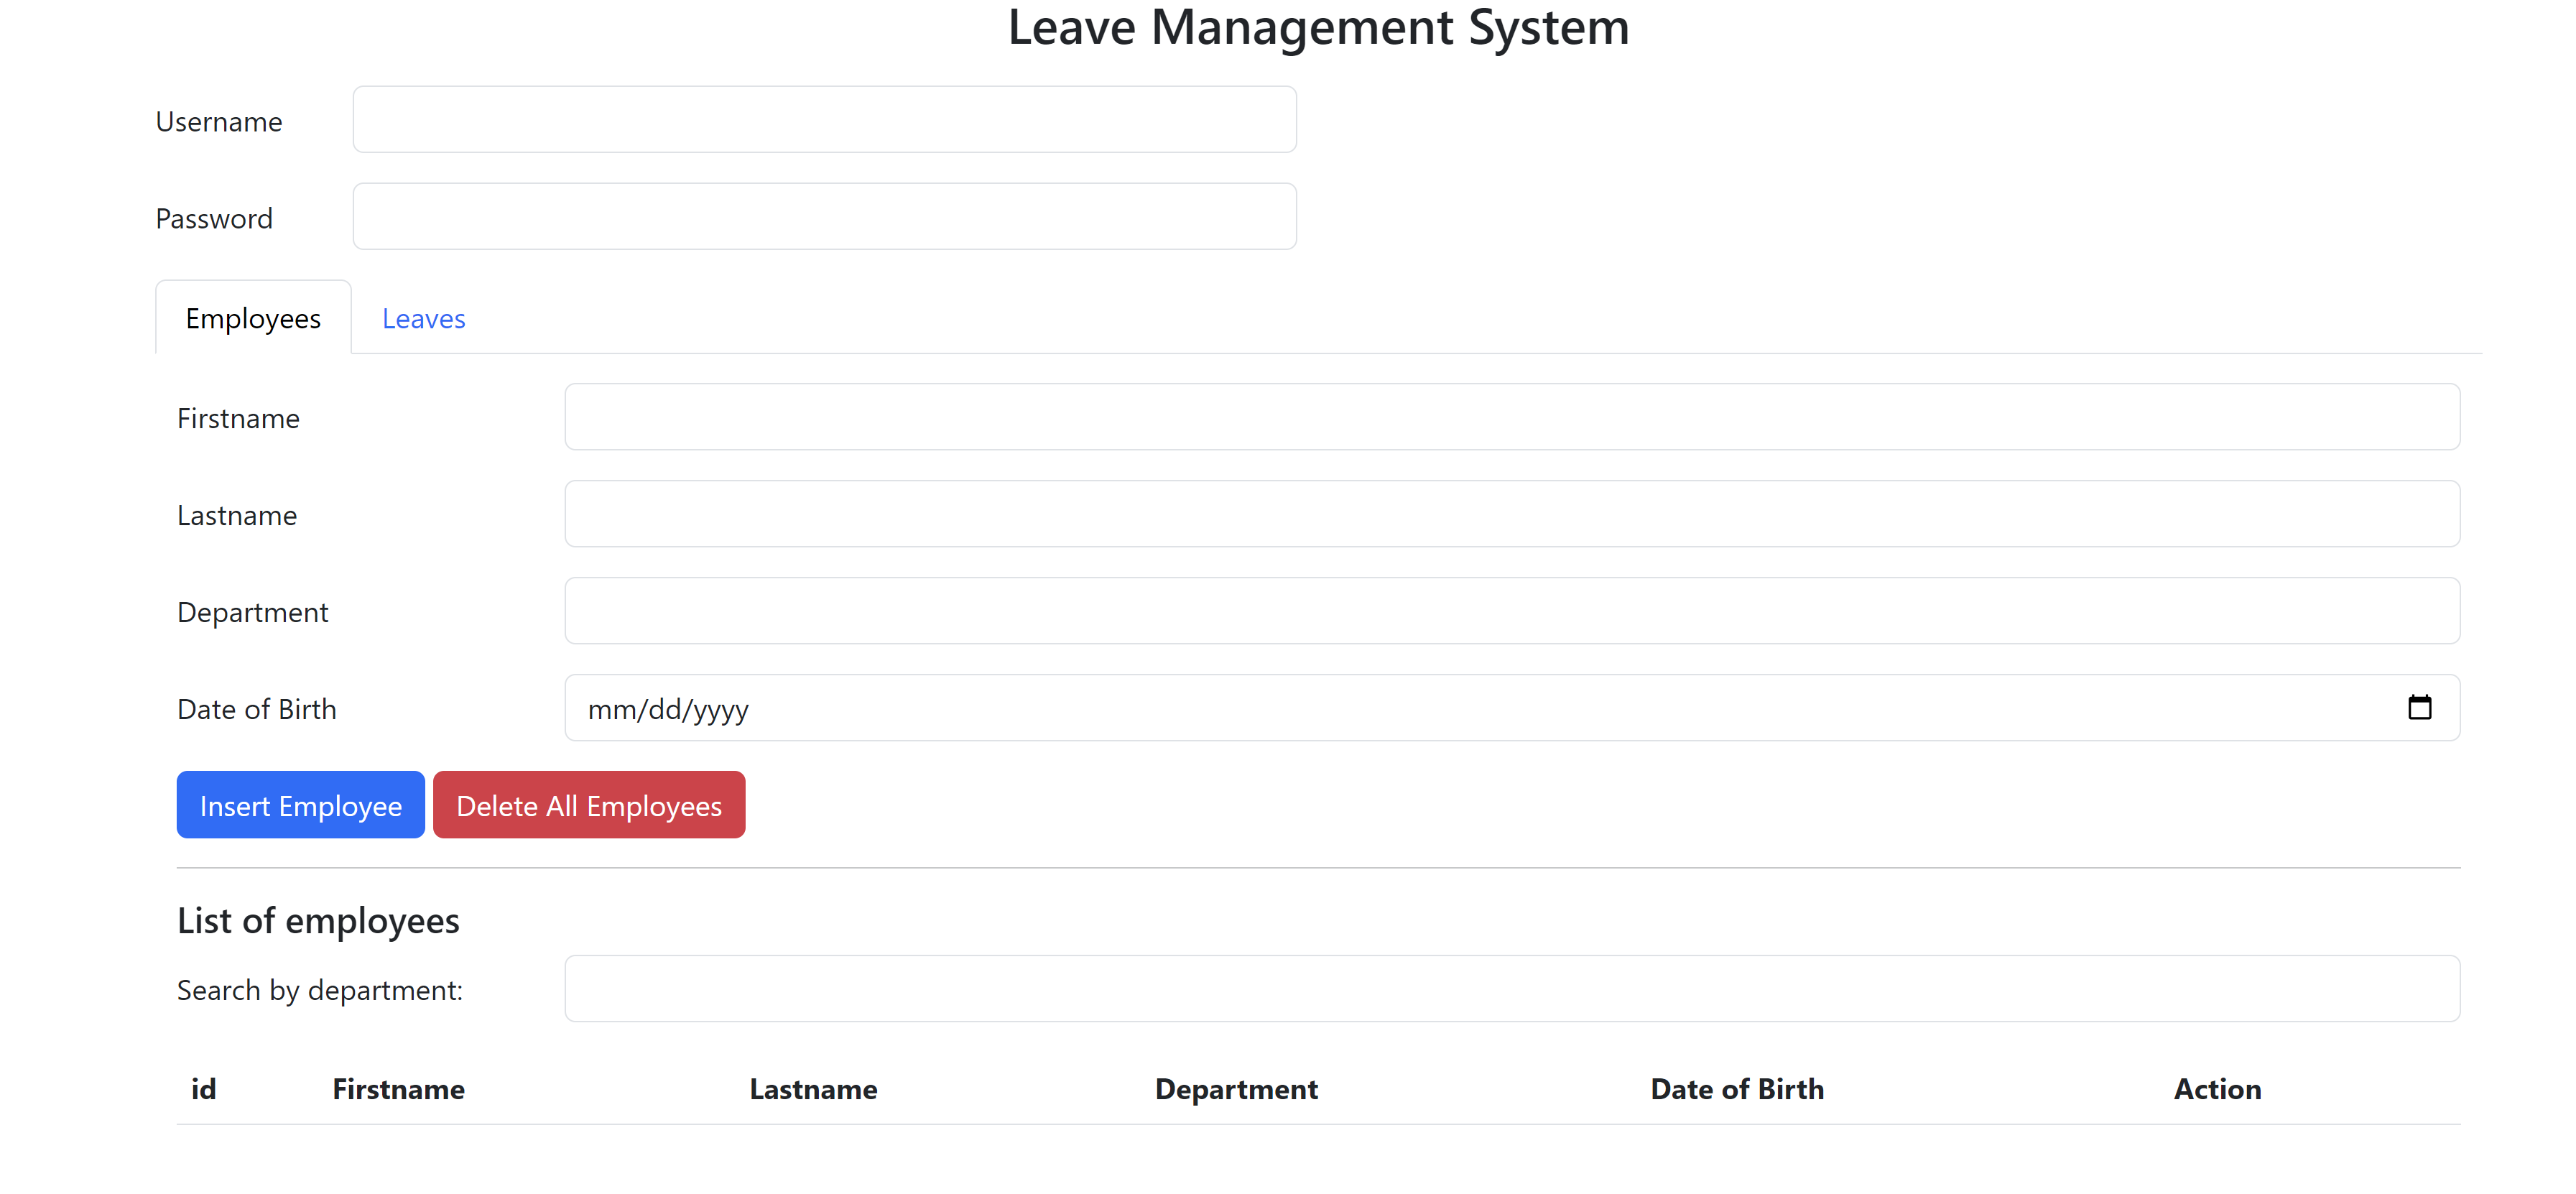 Leave Management System
Username
Password
Employees Leaves
Firstname
Lastname
Department
Date of Birth mm/dd/yyyy
Insert Employee Delete All Employees
List of employees
Search by department:
id Firstname Lastname Department Date of Birth Action